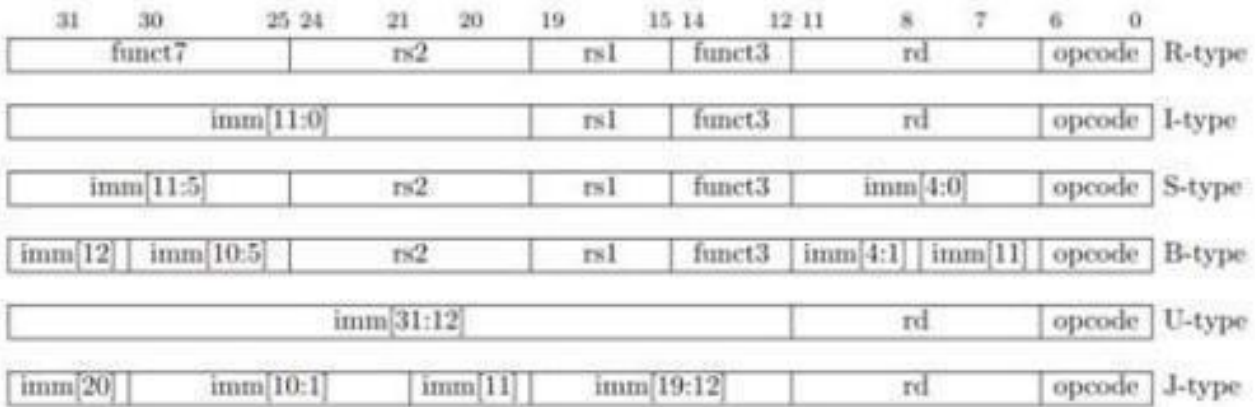 31 30 25 24 21 20 19 15 14 12 11 8 7 6 0
funct7 rs2 rs1 funct3 rd opcode R-type
imm[11:0] rs1 funct3 rd opcode I-type
imm[11:5] rs2 rs1 funct3 imm[4:0] opcode S-type
imm[12] imm[10:5] rs2 rs1 funct3 imm[4:1] imm[11] opcode B-type
imm[31:12] rd opcode U-type
imm[20] imm[10:1] imm[11] imm[19:12] rd opcode J-type